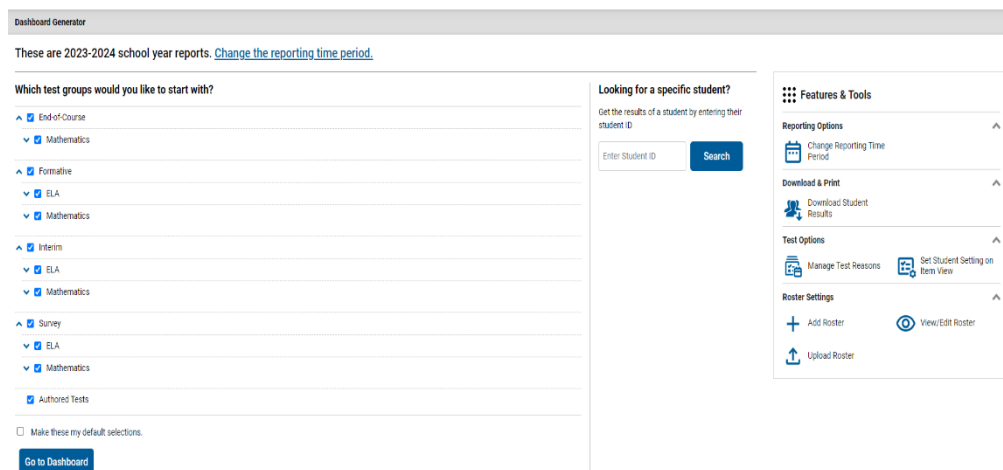 Dashboard Generator
These are 2023-2024 school year reports. Change the reporting time period.
Which test groups would you like to start with?
End-of-Course
Mathematics
Formative
ELA
Mathematics
Interim
ELA
Mathematics
Survey
ELA
Mathematics
Authored Tests
Make these my default selections.
Go to Dashboard
Looking for a specific student?
Get the results of a student by entering their
student ID
Enter Student ID
Search
Features & Tools
Reporting Options
Change Reporting Time
Period
Download & Print
Download Student
Results
Test Options
Manage Test Reasons
Set Student Setting on
Item View
Roster Settings
Add Roster
View/Edit Roster
Upload Roster